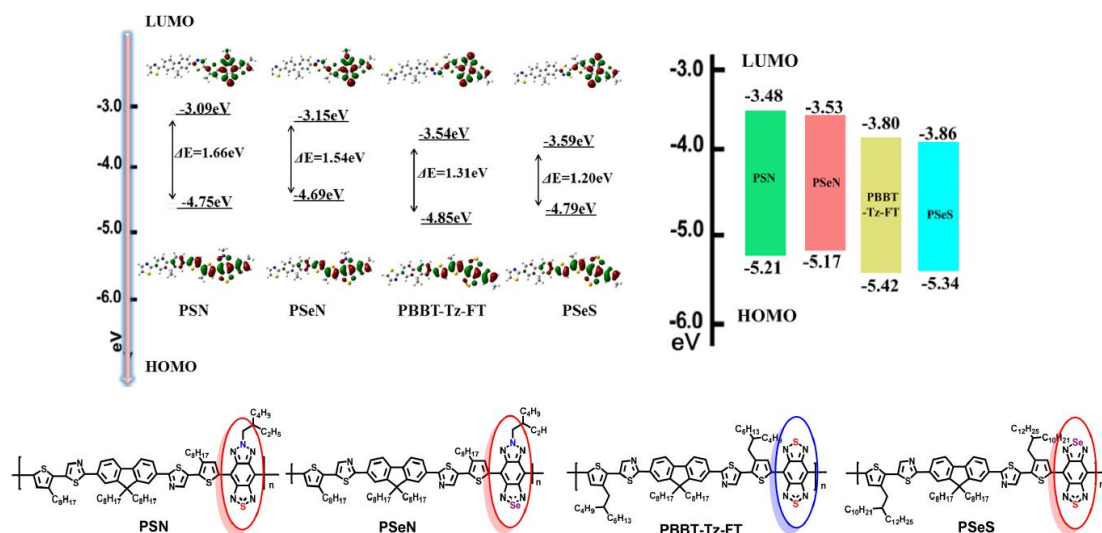 LUMO
-3.0
-4.0
-5.0
-6.0
eV
HOMO
-3.09eV
ΔE=1.66eV
-4.75eV
PSN
-3.15eV
ΔE=1.54eV
-4.69eV
PSeN
-3.54eV
ΔE=1.31eV
-4.85eV
PBBT-Tz-FT
-3.59eV
ΔE=1.20eV
-4.79eV
PSeS
LUMO
-3.0
-4.0
-5.0
-6.0
eV
HOMO
-3.48
PSN
-5.21
-3.53
PSeN
-5.17
-3.80
PBBT
-Tz-FT
-5.42
-3.86
PSeS
-5.34
C4H9
C2H5
C8H17
N
N N
S N S S
N S N
C8H17
C8H17 C8H17
N N
S
n
PSN
C4H9
C2H
C8H17
N
N N
S N S S
N S N
C8H17
C8H17 C8H17
N N
Se
n
PSeN
C6H13
C4H9
S
N N
S N S S
N
C8H17 C8H17
N N
S
n
C4H9
C6H13
PBBT-Tz-FT
C12H25
C10H21
Se
N N
S N S S
N
C8H17 C8H17
N N
S
n
C10H21
C12H25
PSeS